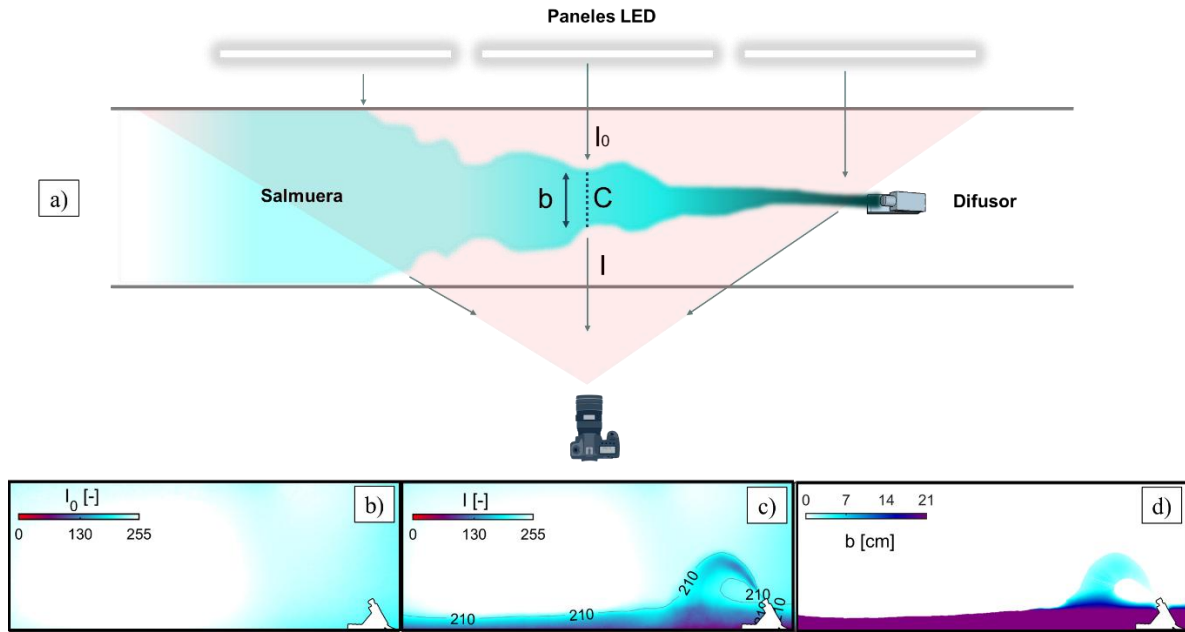 Paneles LED
I₀
a)
Salmuera
b
C
Difusor
I
I₀ [-]
0 130 255
b)
I [-]
0 130 255
c)
210
210
210
210
210
0 7 14 21
b [cm]
d)